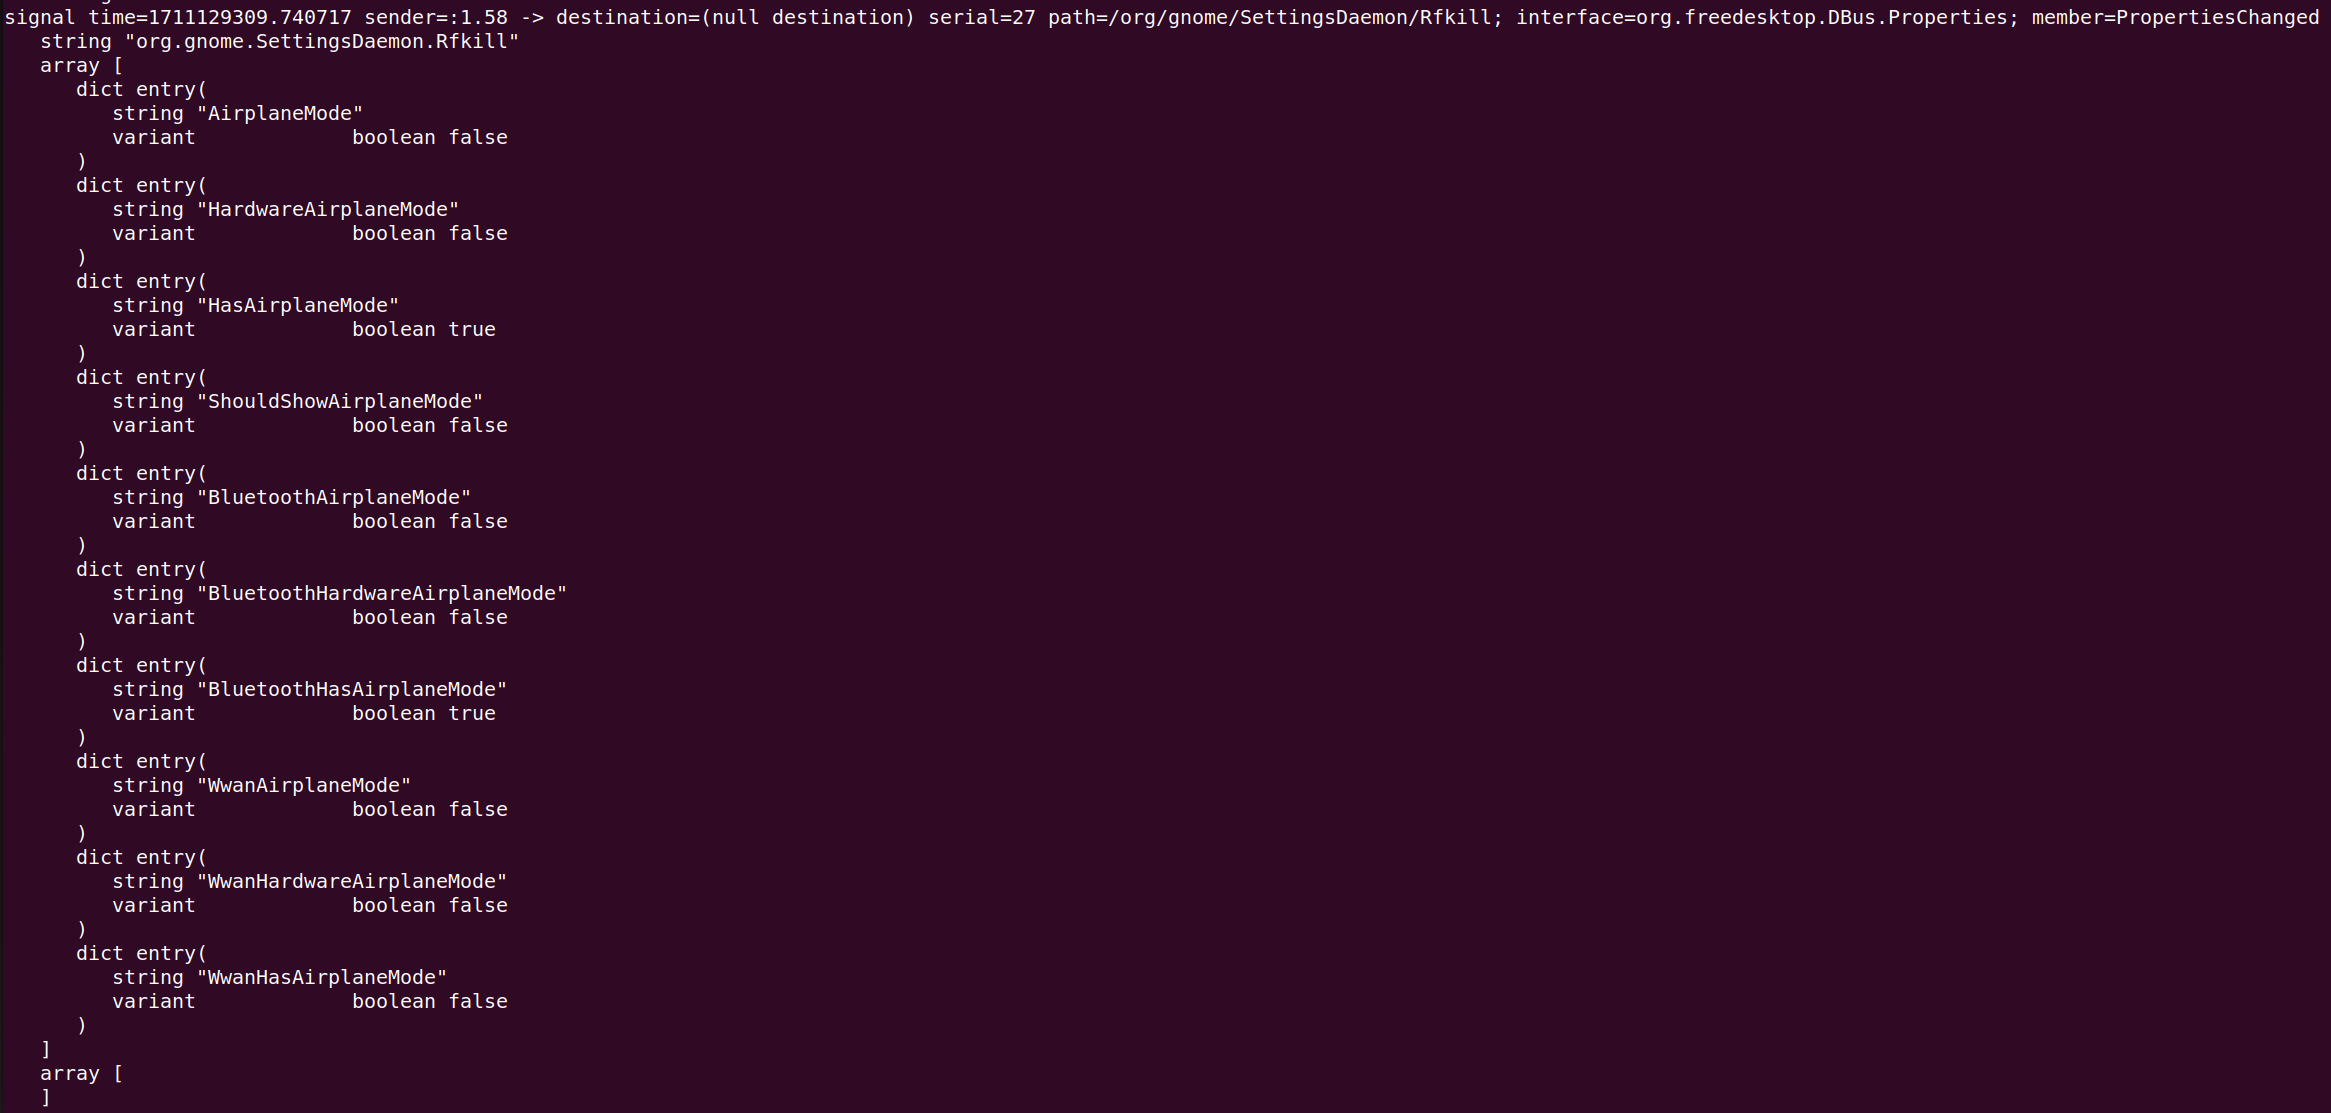 signal time=1711129309.740717 sender=:1.58 -> destination=(null destination) serial=27 path=/org/gnome/SettingsDaemon/Rfkill; interface=org.freedesktop.DBus.Properties; member=PropertiesChanged
   string "org.gnome.SettingsDaemon.Rfkill"
   array [
      dict entry(
         string "AirplaneMode"
         variant             boolean false
      )
      dict entry(
         string "HardwareAirplaneMode"
         variant             boolean false
      )
      dict entry(
         string "HasAirplaneMode"
         variant             boolean true
      )
      dict entry(
         string "ShouldShowAirplaneMode"
         variant             boolean false
      )
      dict entry(
         string "BluetoothAirplaneMode"
         variant             boolean false
      )
      dict entry(
         string "BluetoothHardwareAirplaneMode"
         variant             boolean false
      )
      dict entry(
         string "BluetoothHasAirplaneMode"
         variant             boolean true
      )
      dict entry(
         string "WwanAirplaneMode"
         variant             boolean false
      )
      dict entry(
         string "WwanHardwareAirplaneMode"
         variant             boolean false
      )
      dict entry(
         string "WwanHasAirplaneMode"
         variant             boolean false
      )
   ]
   array [
   ]